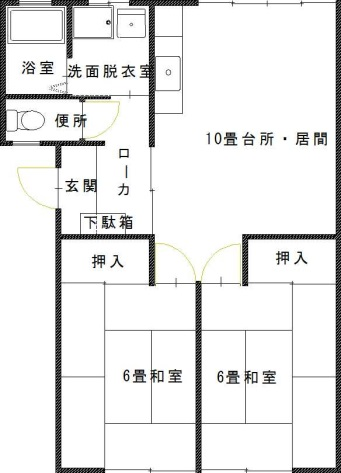 浴室
洗面脱衣室
便所
10畳台所・居間
ローカ
玄関
下駄箱
押入
押入
6畳和室
6畳和室